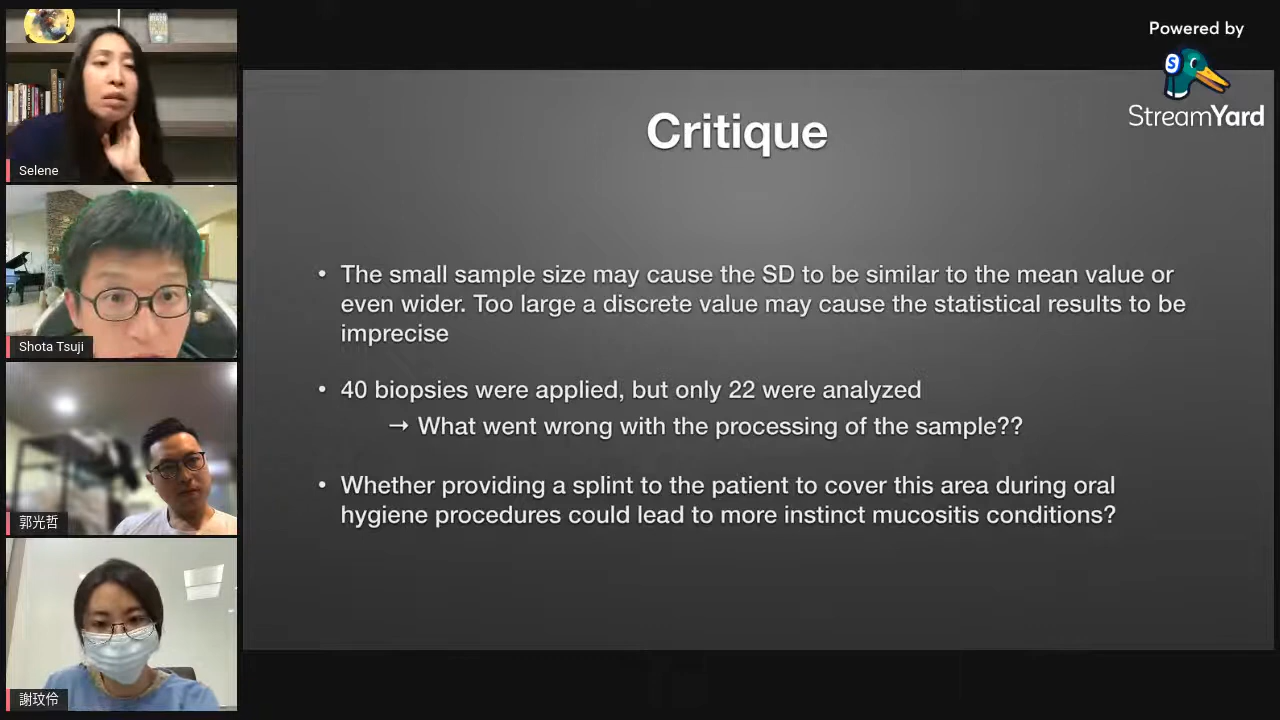 Powered by
StreamYard
Selene
Shota Tsuji
郭光哲
謝玟伶
Critique
• The small sample size may cause the SD to be similar to the mean value or
even wider. Too large a discrete value may cause the statistical results to be
imprecise
• 40 biopsies were applied, but only 22 were analyzed
→ What went wrong with the processing of the sample??
• Whether providing a splint to the patient to cover this area during oral
hygiene procedures could lead to more instinct mucositis conditions?